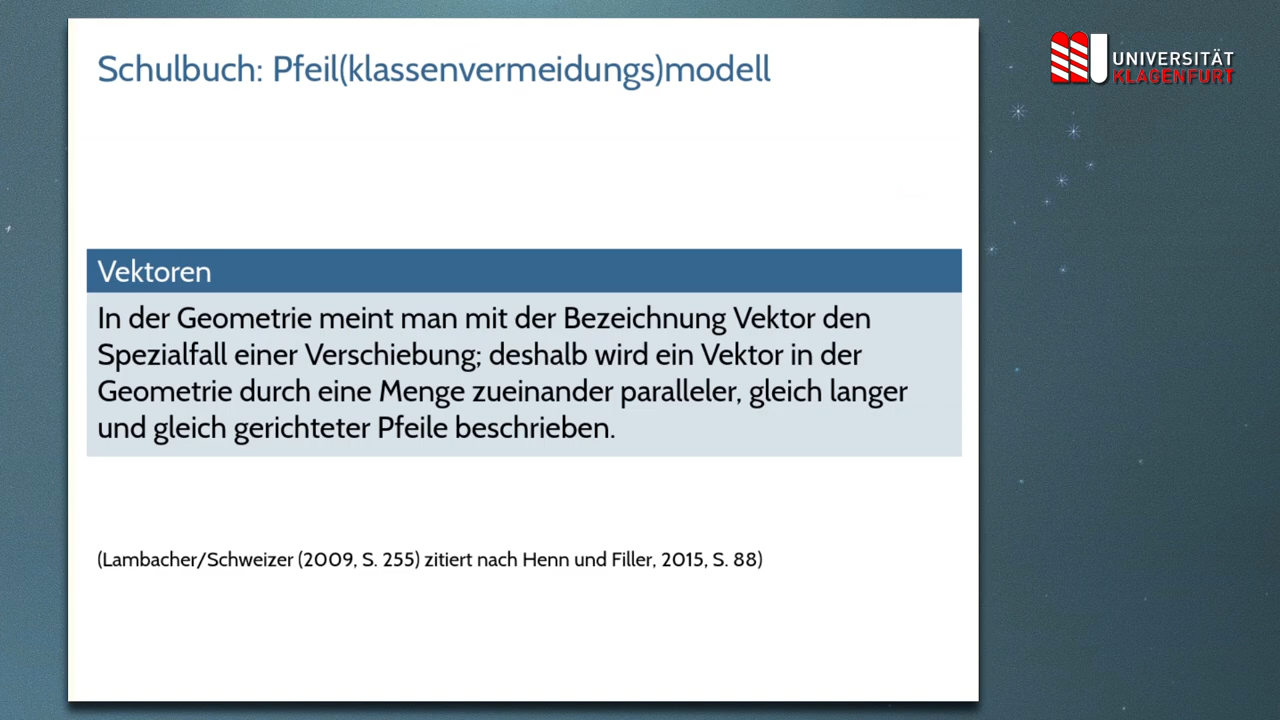 Schulbuch: Pfeil(klassenvermeidungs)modell
UNIVERSITÄT
KLAGENFURT
Vektoren
In der Geometrie meint man mit der Bezeichnung Vektor den
Spezialfall einer Verschiebung; deshalb wird ein Vektor in der
Geometrie durch eine Menge zueinander paralleler, gleich langer
und gleich gerichteter Pfeile beschrieben.
(Lambacher/Schweizer (2009, S. 255) zitiert nach Henn und Filler, 2015, S. 88)